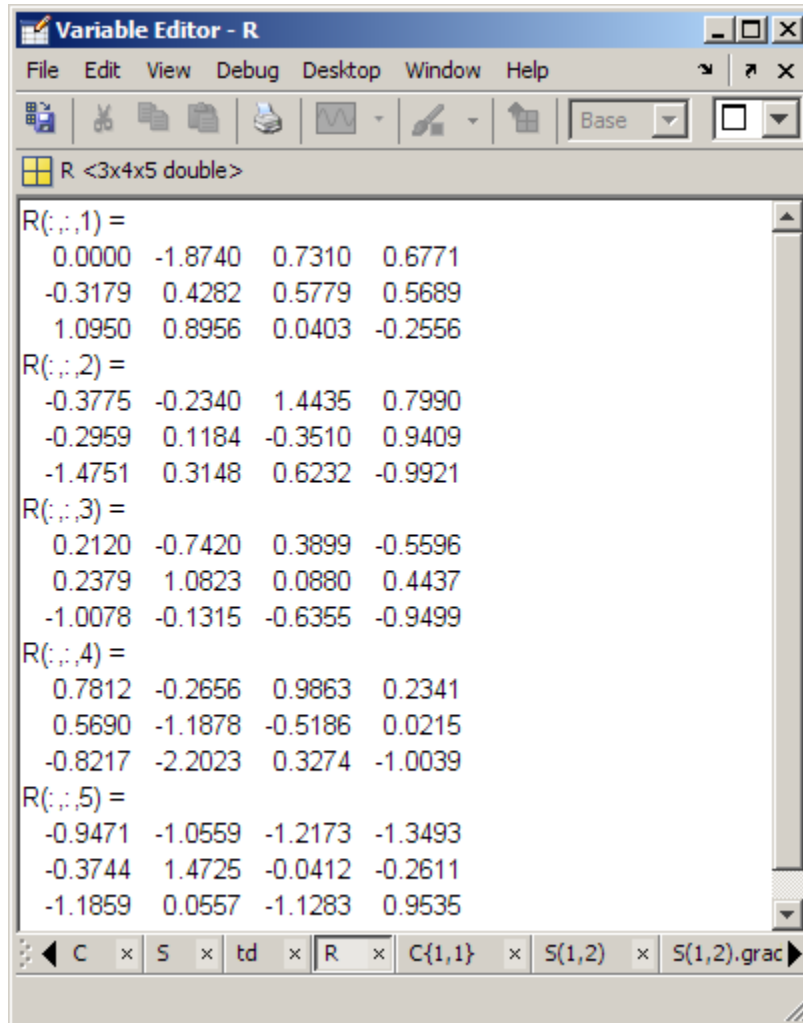 Variable Editor - R
File Edit View Debug Desktop Window Help
Base
R <3x4x5 double>
R(:,:,1) =
0.0000 -1.8740 0.7310 0.6771
-0.3179 0.4282 0.5779 0.5689
1.0950 0.8956 0.0403 -0.2556
R(:,:,2) =
-0.3775 -0.2340 1.4435 0.7990
-0.2959 0.1184 -0.3510 0.9409
-1.4751 0.3148 0.6232 -0.9921
R(:,:,3) =
0.2120 -0.7420 0.3899 -0.5596
0.2379 1.0823 0.0880 0.4437
-1.0078 -0.1315 -0.6355 -0.9499
R(:,:,4) =
0.7812 -0.2656 0.9863 0.2341
0.5690 -1.1878 -0.5186 0.0215
-0.8217 -2.2023 0.3274 -1.0039
R(:,:,5) =
-0.9471 -1.0559 -1.2173 -1.3493
-0.3744 1.4725 -0.0412 -0.2611
-1.1859 0.0557 -1.1283 0.9535
C S td R C{1,1} S(1,2) S(1,2).grac